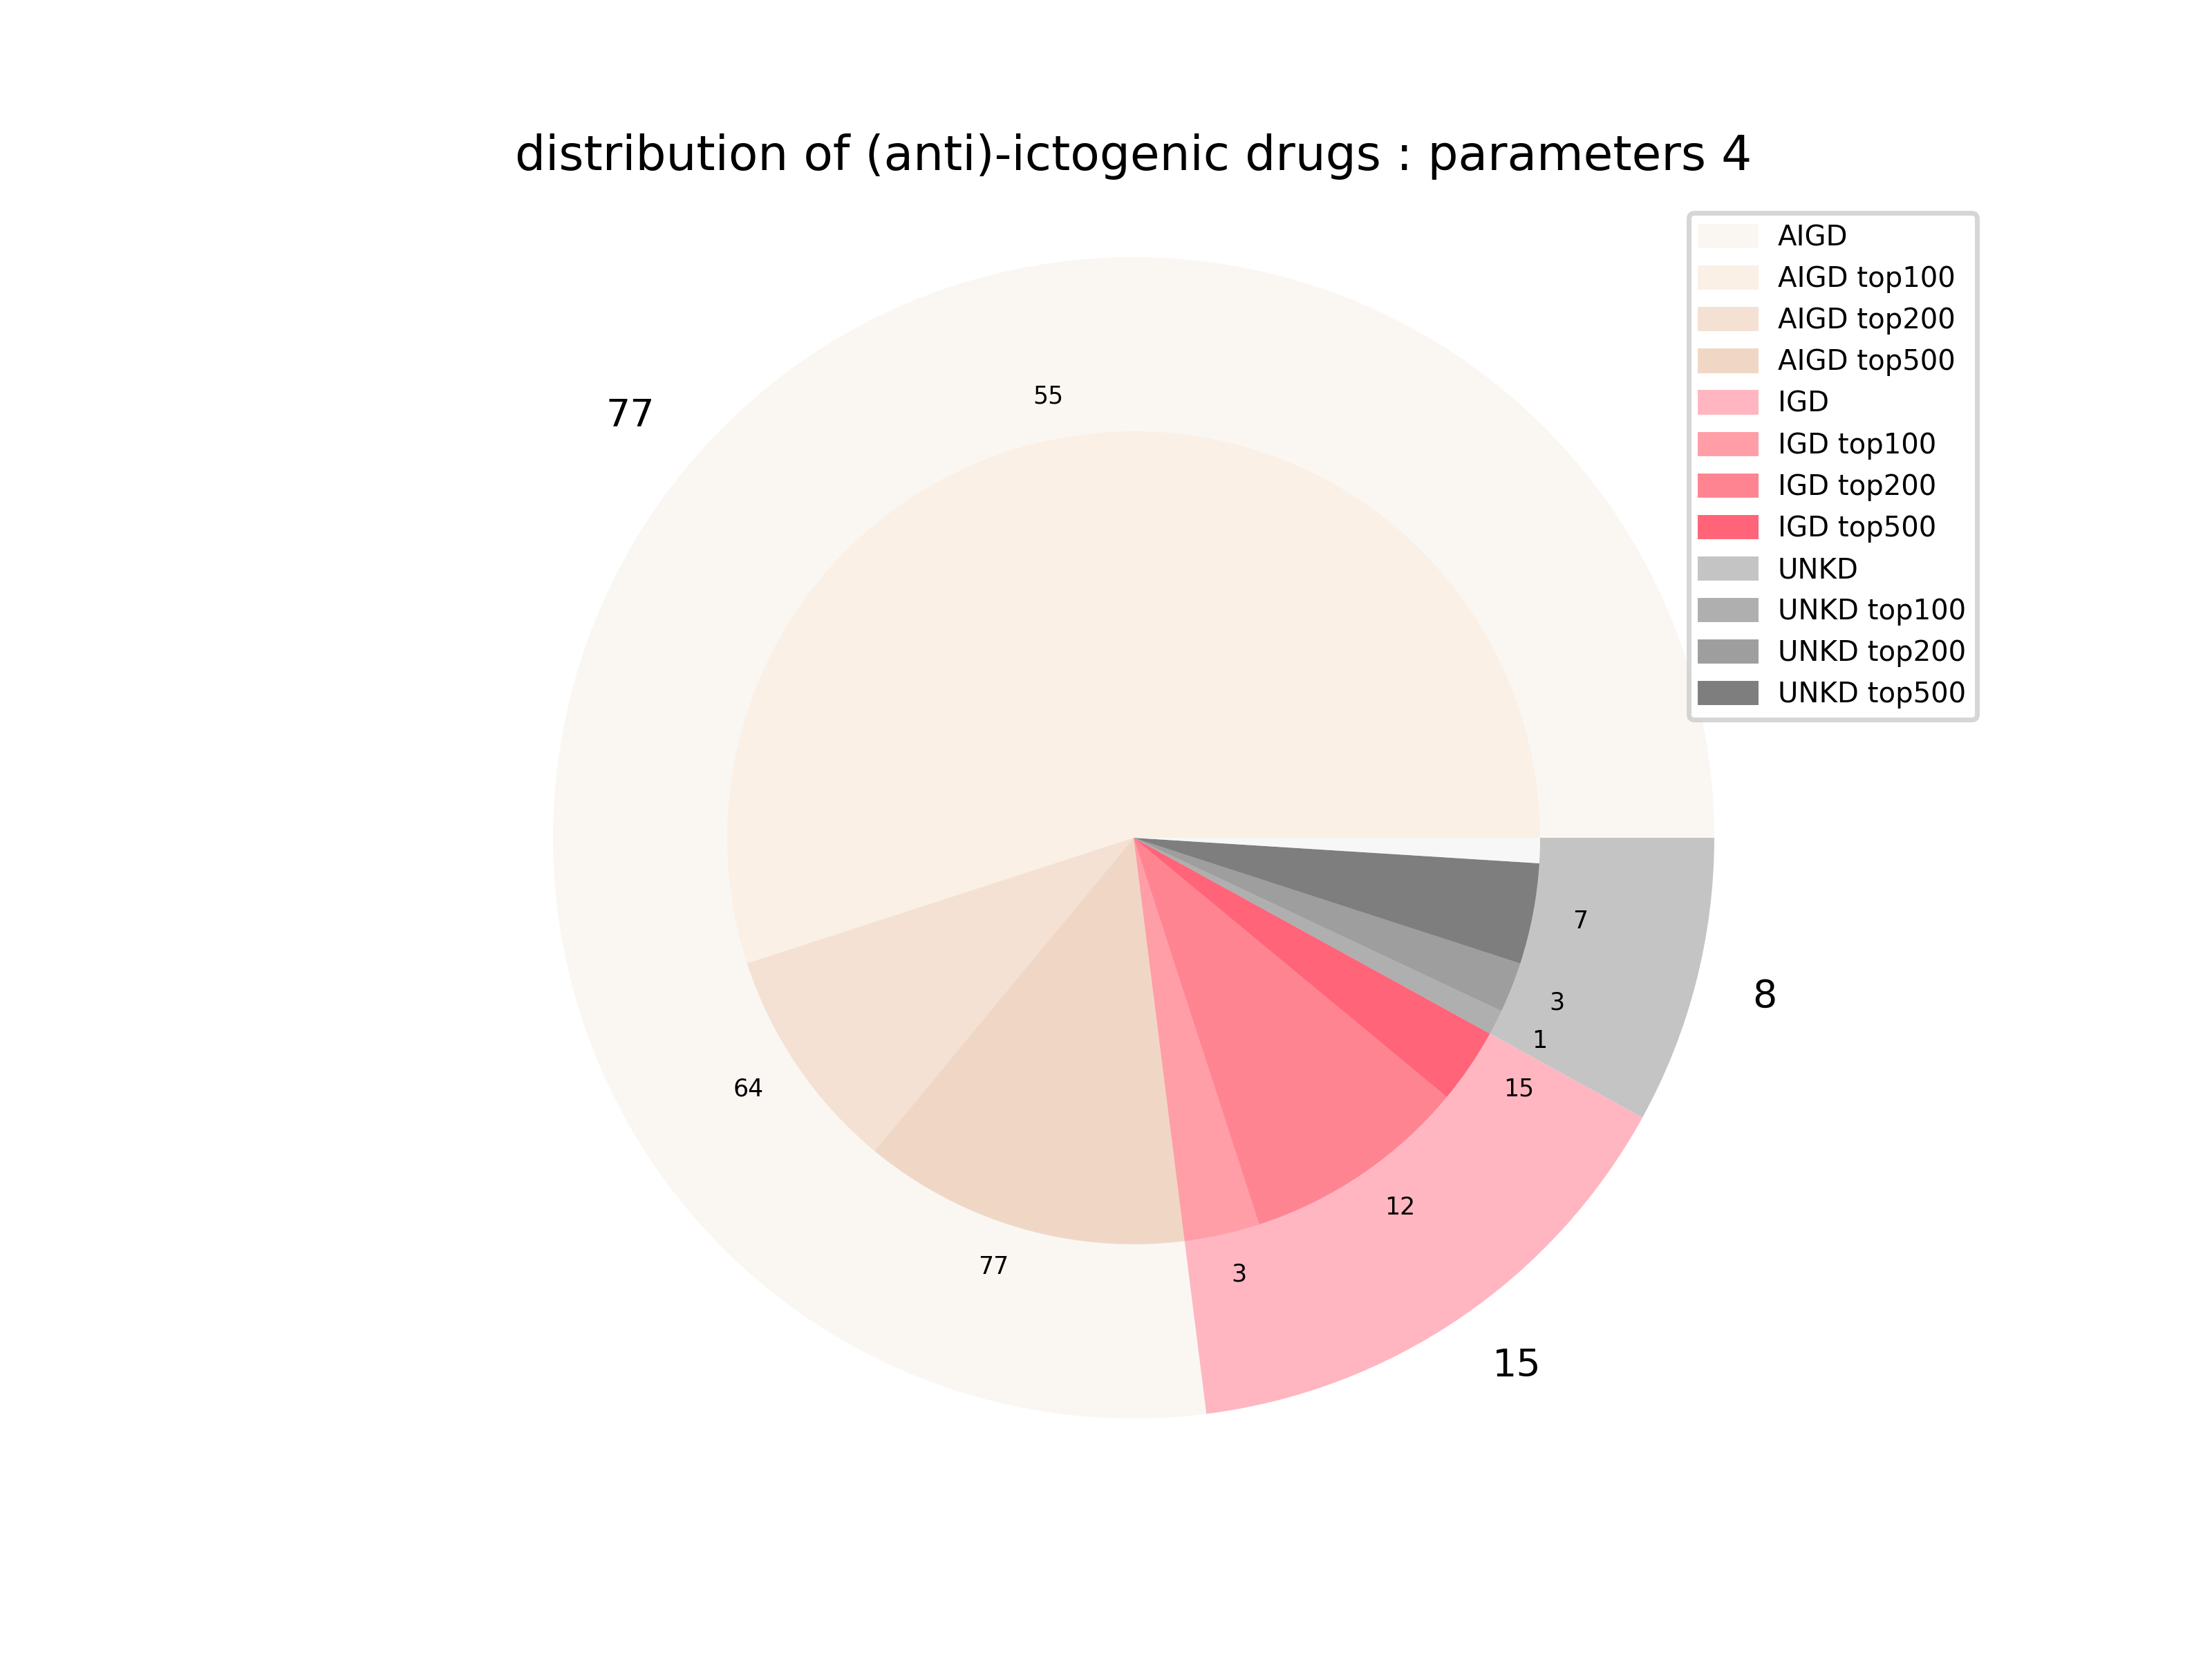 distribution of (anti)-ictogenic drugs : parameters 4
AIGD
AIGD top100
AIGD top200
AIGD top500
IGD
IGD top100
IGD top200
IGD top500
UNKD
UNKD top100
UNKD top200
UNKD top500
77
55
7
8
3
1
15
64
12
77
3
15